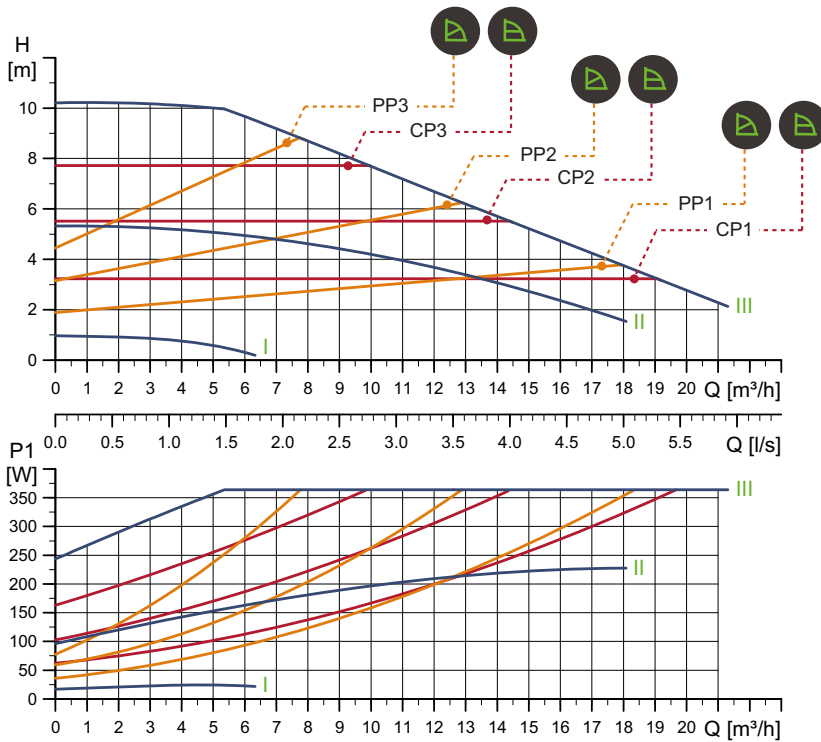 H
[m]
PP3
CP3
PP2
CP2
PP1
CP1
10
8
6
4
2
0
I
II
III
0 1 2 3 4 5 6 7 8 9 10 11 12 13 14 15 16 17 18 19 20 Q [m³/h]
0.0 0.5 1.0 1.5 2.0 2.5 3.0 3.5 4.0 4.5 5.0 5.5 Q [l/s]
P1
[W]
350
300
250
200
150
100
50
0
III
II
I
0 1 2 3 4 5 6 7 8 9 10 11 12 13 14 15 16 17 18 19 20 Q [m³/h]